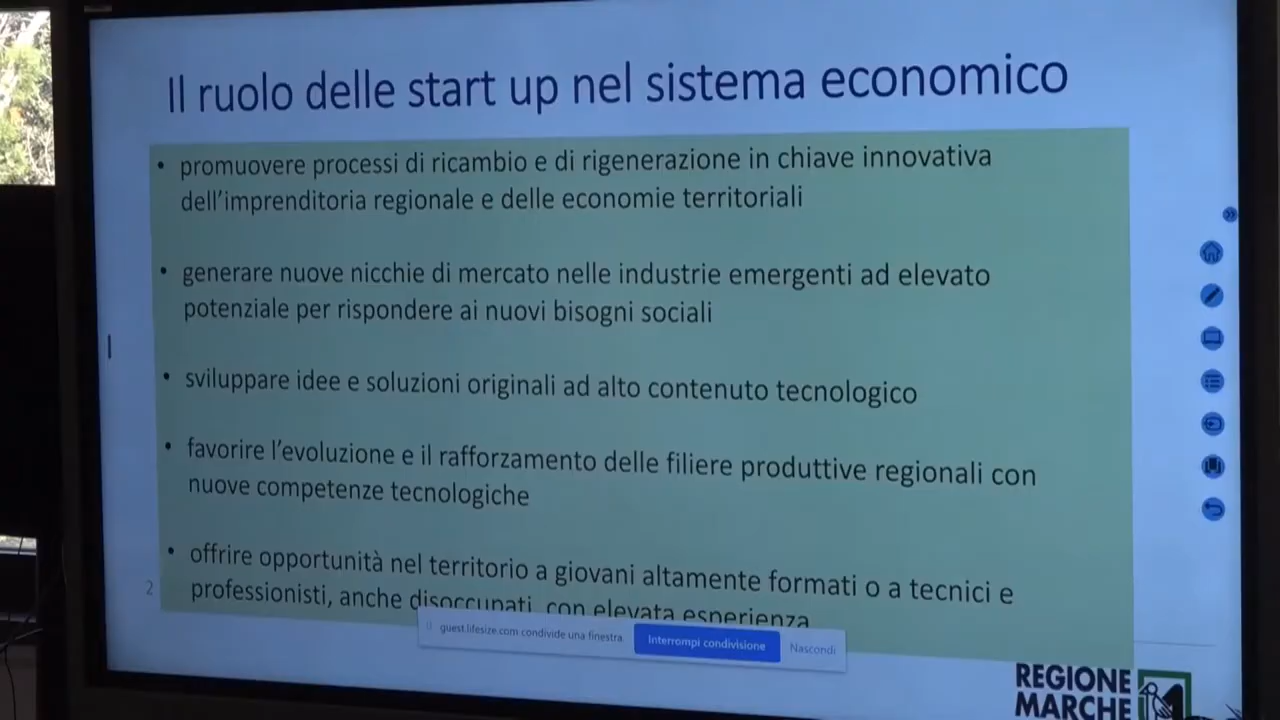 Il ruolo delle start up nel sistema economico
• promuovere processi di ricambio e di rigenerazione in chiave innovativa
dell'imprenditoria regionale e delle economie territoriali
• generare nuove nicchie di mercato nelle industrie emergenti ad elevato
potenziale per rispondere ai nuovi bisogni sociali
• sviluppare idee e soluzioni originali ad alto contenuto tecnologico
• favorire l'evoluzione e il rafforzamento delle filiere produttive regionali con
nuove competenze tecnologiche
• offrire opportunità nel territorio a giovani altamente formati o a tecnici e
professionisti, anche disoccupati, con elevata esperienza
2
guest.lifesize.com condivide una finestra.
Interrompi condivisione
Nascondi
REGIONE
MARCHE